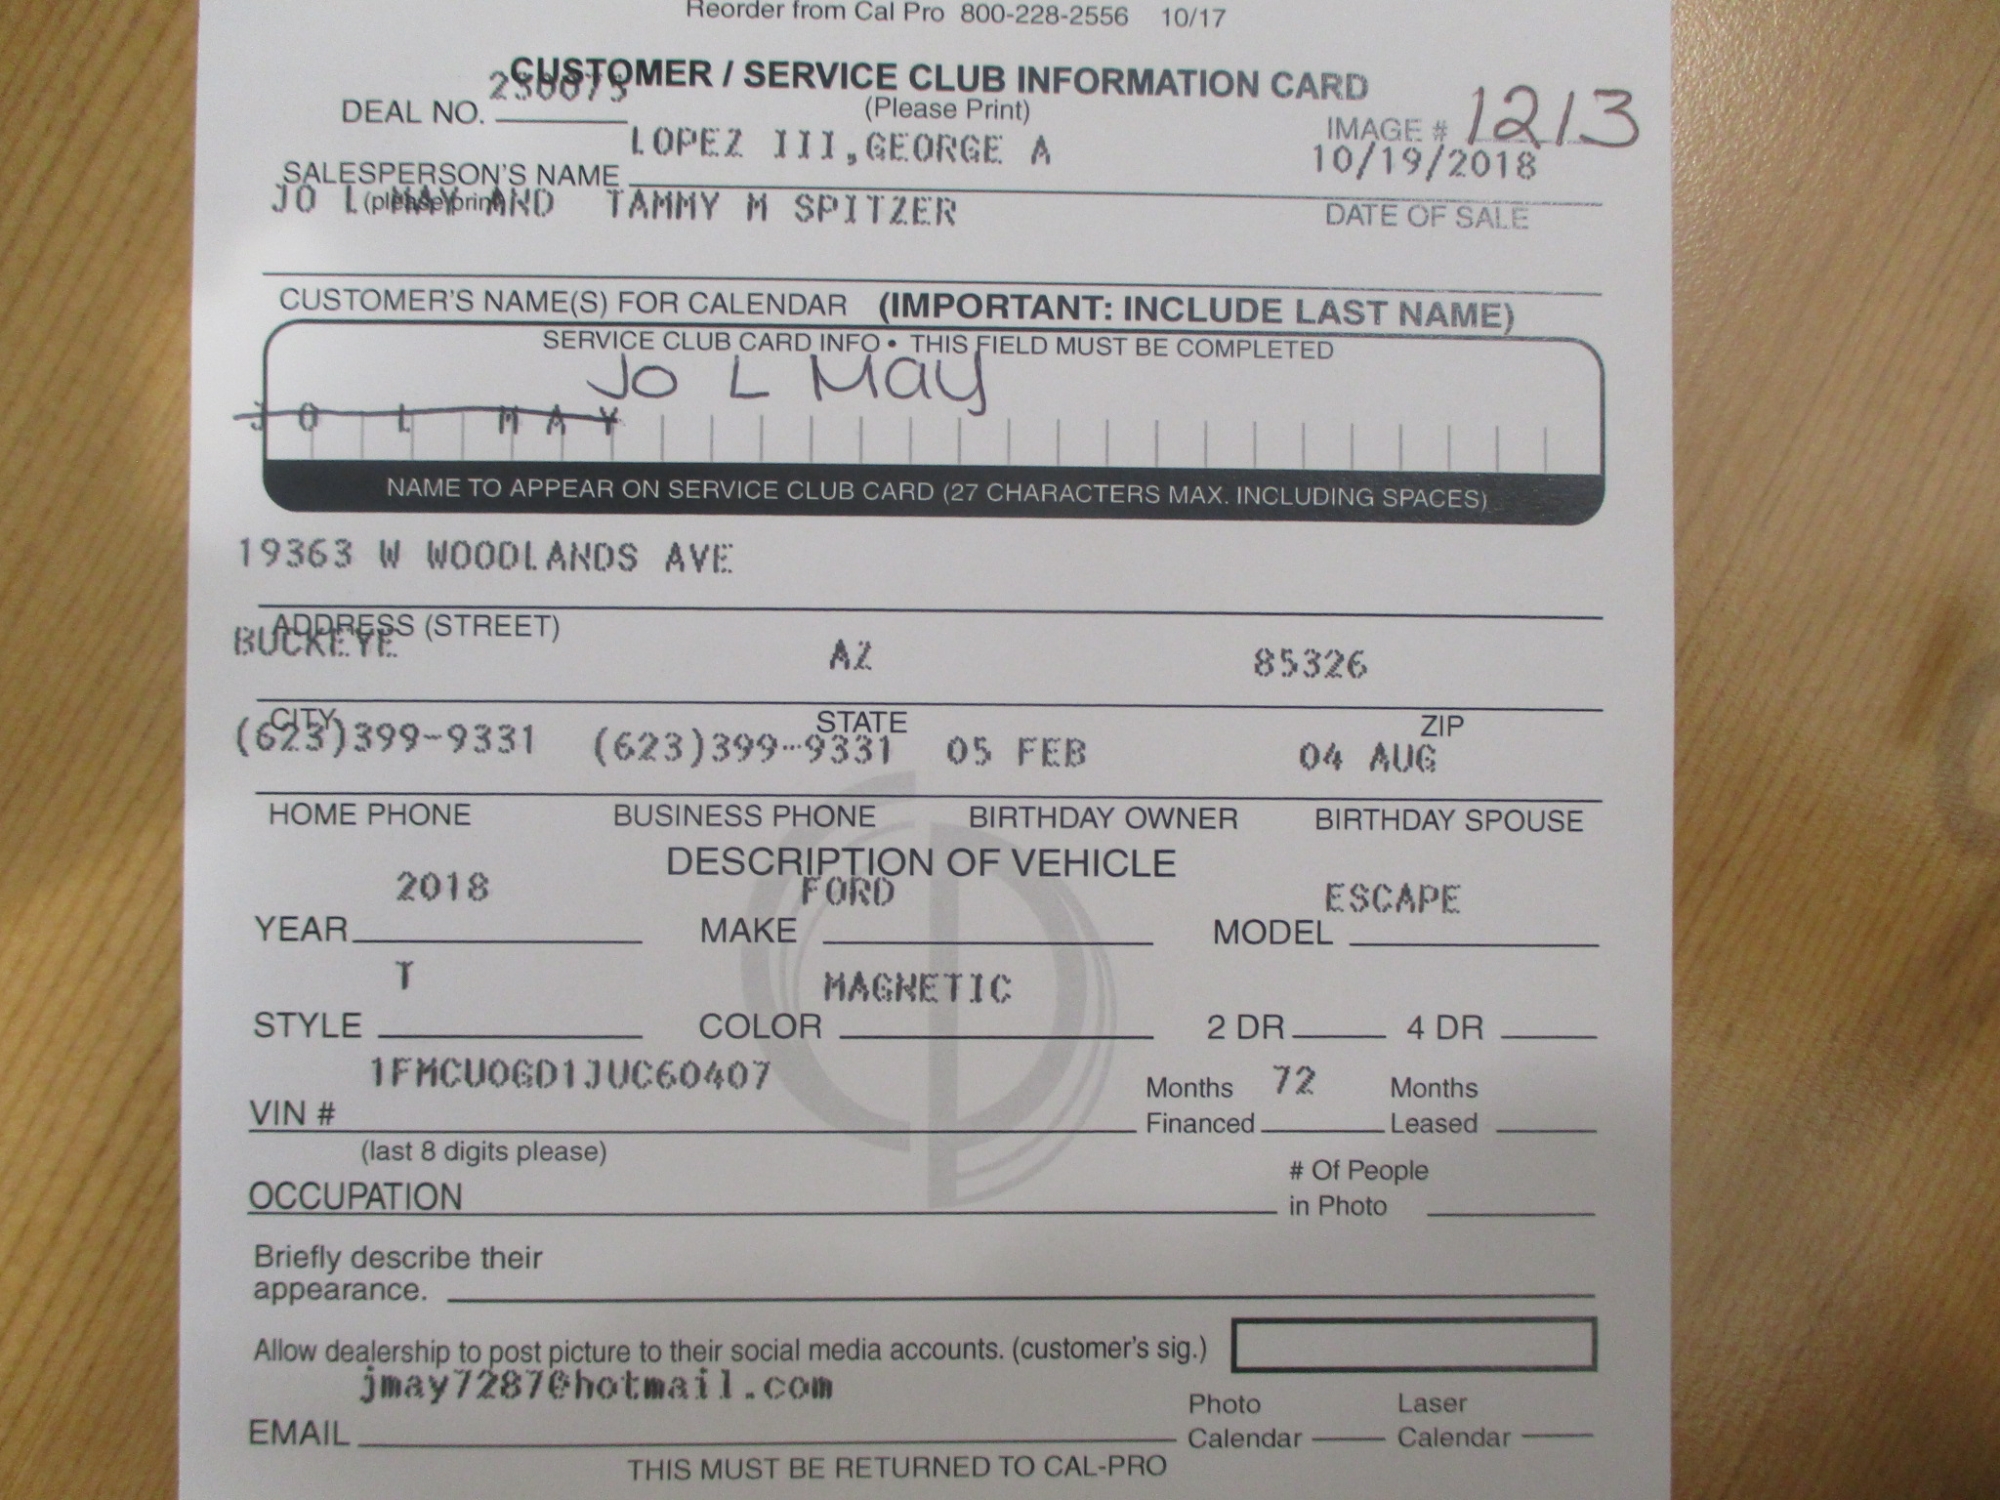 Reorder from Cal Pro 800-228-2556 10/17
CUSTOMER / SERVICE CLUB INFORMATION CARD
(Please Print)
DEAL NO.
IMAGE # 1213
LOPEZ III,GEORGE A
10/19/2018
SALESPERSON'S NAME
(please print)
JO L MAY AND TAMMY M SPITZER
DATE OF SALE
CUSTOMER'S NAME(S) FOR CALENDAR (IMPORTANT: INCLUDE LAST NAME)
SERVICE CLUB CARD INFO • THIS FIELD MUST BE COMPLETED
Jo L May
JO L MAY
NAME TO APPEAR ON SERVICE CLUB CARD (27 CHARACTERS MAX. INCLUDING SPACES)
19363 W WOODLANDS AVE
ADDRESS (STREET)
BUCKEYE AZ 85326
CITY STATE ZIP
(623)399-9331 (623)399-9331 05 FEB 04 AUG
HOME PHONE BUSINESS PHONE BIRTHDAY OWNER BIRTHDAY SPOUSE
DESCRIPTION OF VEHICLE
2018 FORD ESCAPE
YEAR MAKE MODEL
T MAGNETIC
STYLE COLOR 2 DR 4 DR
1FMCU0GD1JUC60407
VIN #
(last 8 digits please)
Months Financed 72 Months Leased
OCCUPATION
# Of People
in Photo
Briefly describe their
appearance.
Allow dealership to post picture to their social media accounts. (customer's sig.)
jmay7287@hotmail.com
EMAIL
Photo Calendar Laser Calendar
THIS MUST BE RETURNED TO CAL-PRO